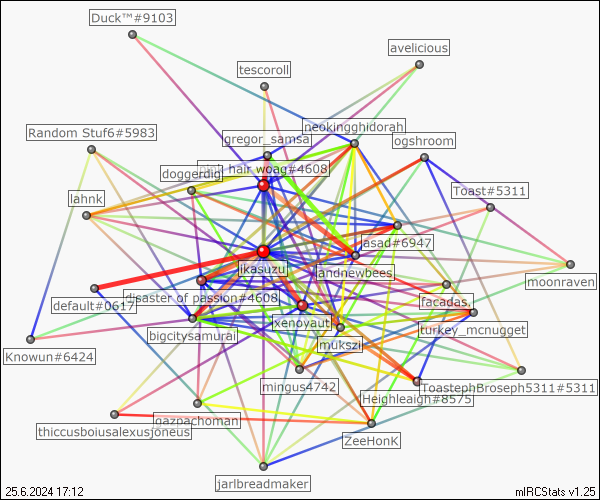 Duck™#9103
avelicious
tescoroll
neokingghidorah
Random Stuf6#5983
gregor_samsa
ogshroom
hair woag#4608
doggerdig
Toast#5311
lahnk
asad#6947
ikasuzu
andnewbees
moonraven
disaster of passion#4608
default#0617
facadas.
xenoyaut
turkey_mcnugget
bigcitysamurai
mukszi
Knowun#6424
mingus4742
ToastephBroseph5311#5311
Heighleaigh#8575
gazpachoman
thiccusboiusalexusjoneus
ZeeHonK
jarlbreadmaker
25.6.2024 17:12
mIRCStats v1.25